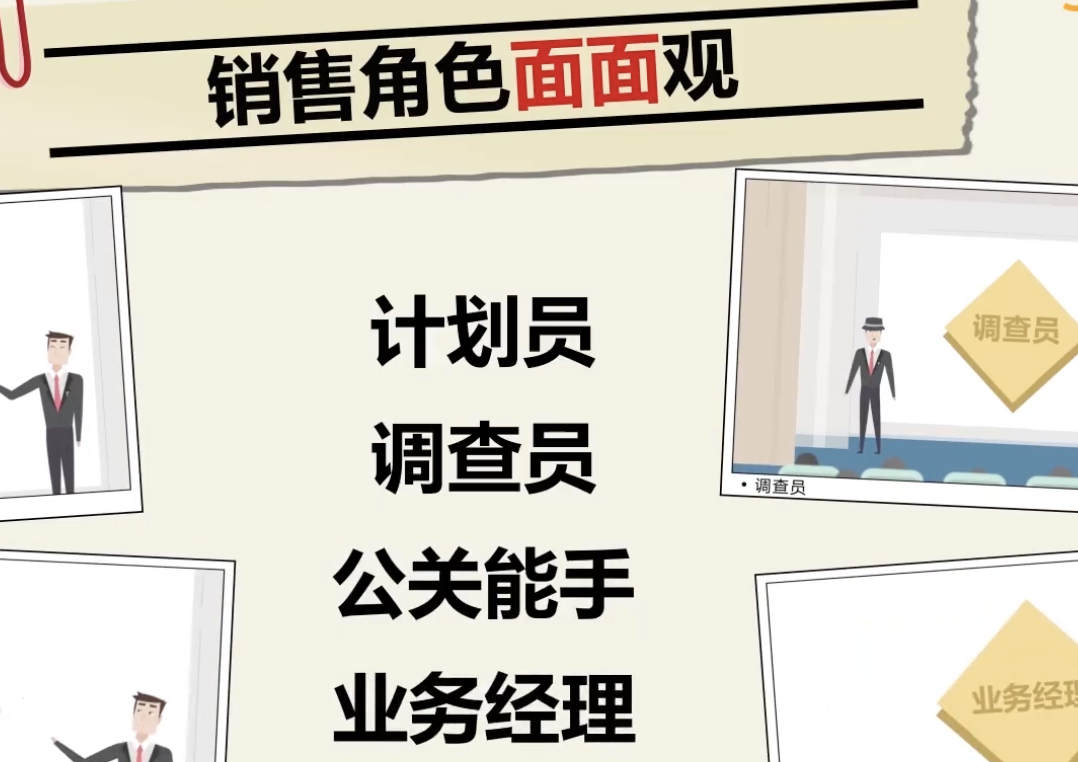 销售角色面面观
计划员
调查员
调查员
• 调查员
公关能手
业务经理
业务经理